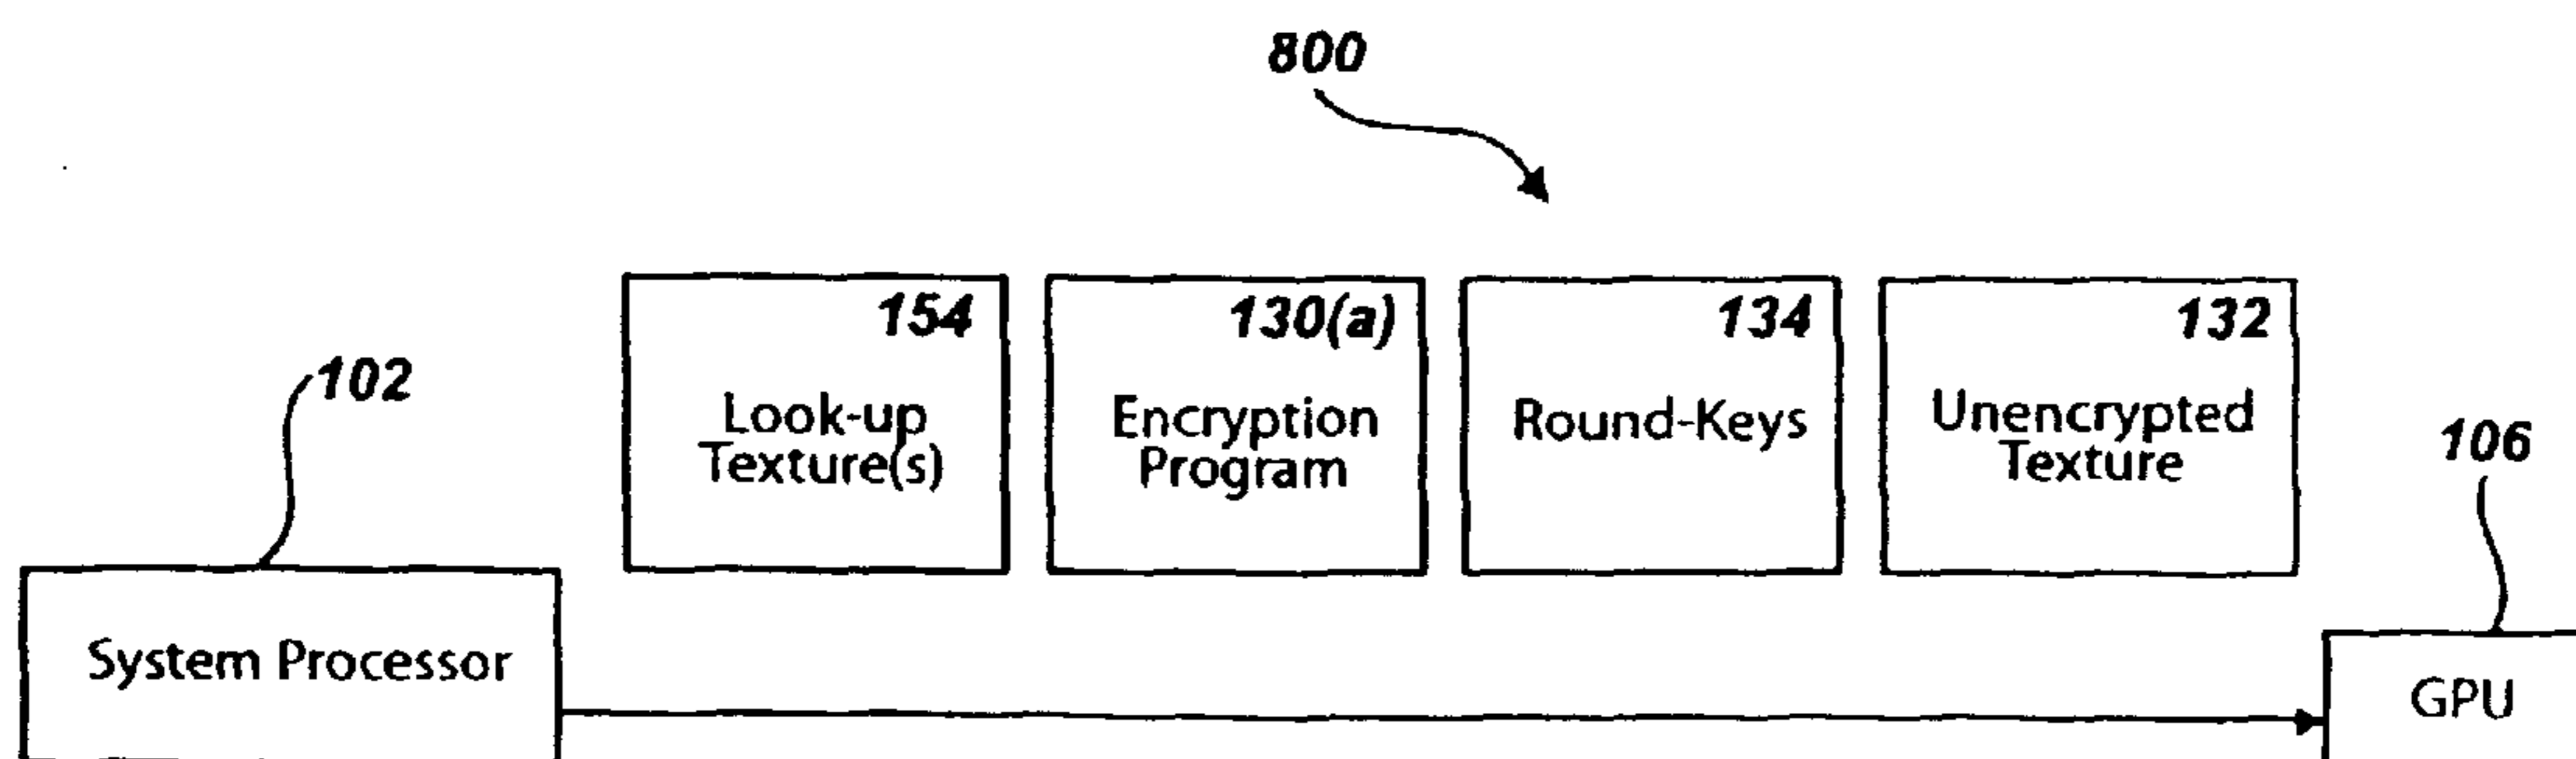 800
154
Look-up
Texture(s)
130(a)
Encryption
Program
134
Round-Keys
132
Unencrypted
Texture
102
System Processor
106
GPU